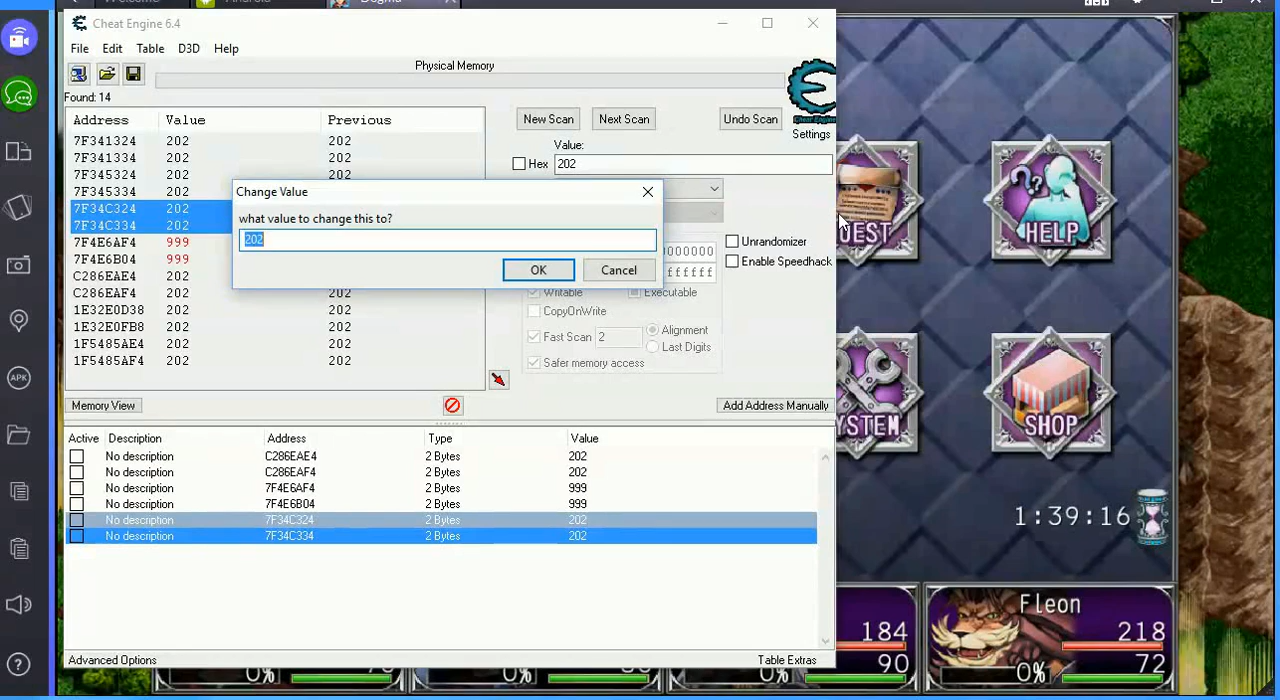 Cheat Engine 6.4
File Edit Table D3D Help
Physical Memory
Found: 14
Address Value Previous
7F341324 202 202
7F341334 202 202
7F345324 202 202
7F345334 202 202
7F34C324 202
7F34C334 202
7F4E6AF4 999
7F4E6B04 999
C286EAE4 202
C286EAF4 202 202
1E32E0D38 202 202
1E32E0FB8 202 202
1F5485AE4 202 202
1F5485AF4 202 202
New Scan Next Scan Undo Scan
Settings
Value:
Hex 202
Change Value
what value to change this to?
202
OK Cancel
Unrandomizer
Enable Speedhack
Writable Executable
CopyOnWrite
Fast Scan 2 Alignment
Last Digits
Safer memory access
Memory View Add Address Manually
Active Description Address Type Value
No description C286EAE4 2 Bytes 202
No description C286EAF4 2 Bytes 202
No description 7F4E6AF4 2 Bytes 999
No description 7F4E6B04 2 Bytes 999
No description 7F34C324 2 Bytes 202
No description 7F34C334 2 Bytes 202
Advanced Options Table Extras
APK
UEST
HELP
YSTEM
SHOP
1:39:16
184
90
Fleon
218
0% 72
0% 0% 0%